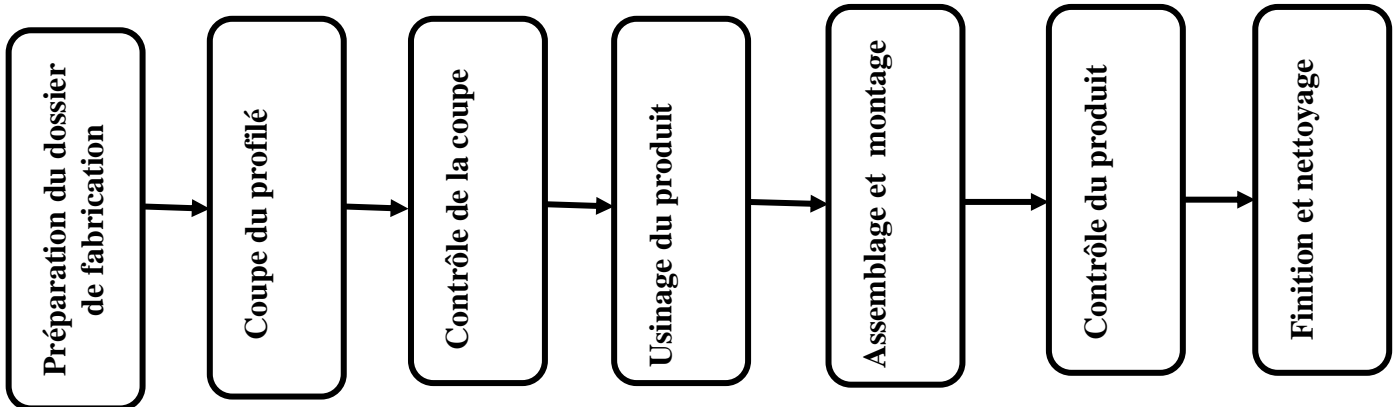 Préparation du dossier
de fabrication
Coupe du profilé
Contrôle de la coupe
Usinage du produit
Assemblage et montage
Contrôle du produit
Finition et nettoyage